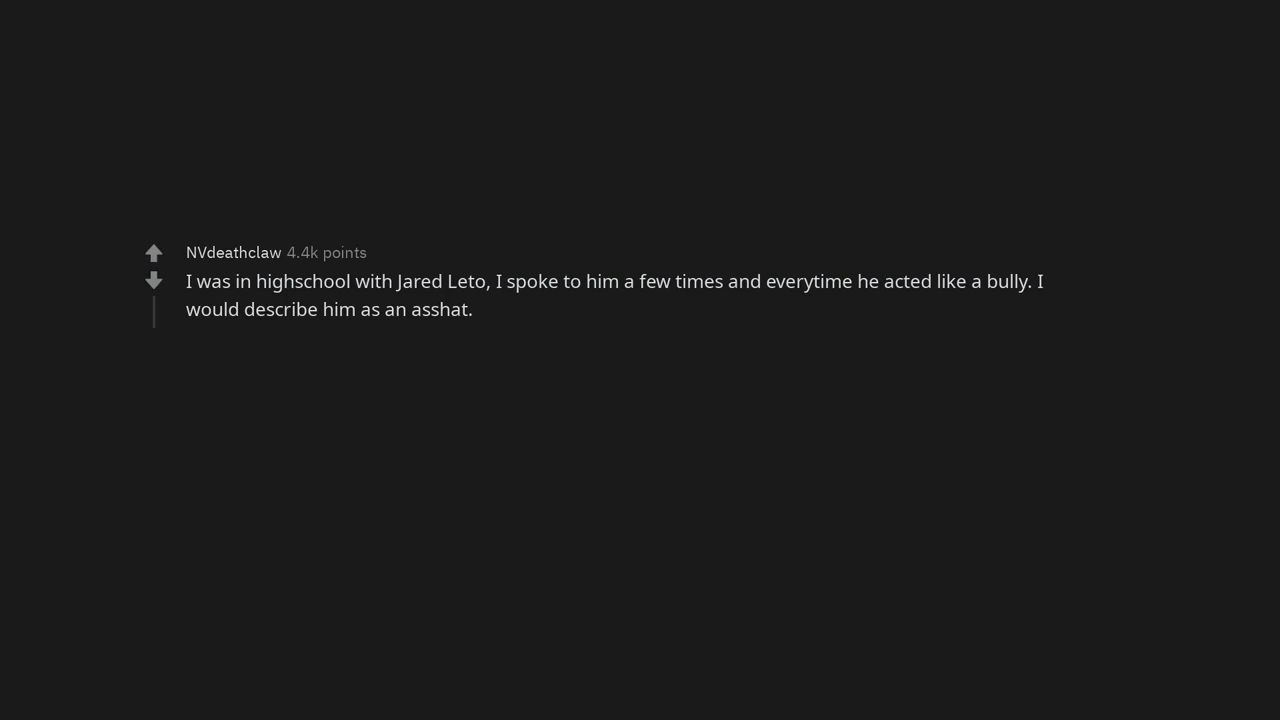 NVdeathclaw 4.4k points
I was in highschool with Jared Leto, I spoke to him a few times and everytime he acted like a bully. I
would describe him as an asshat.